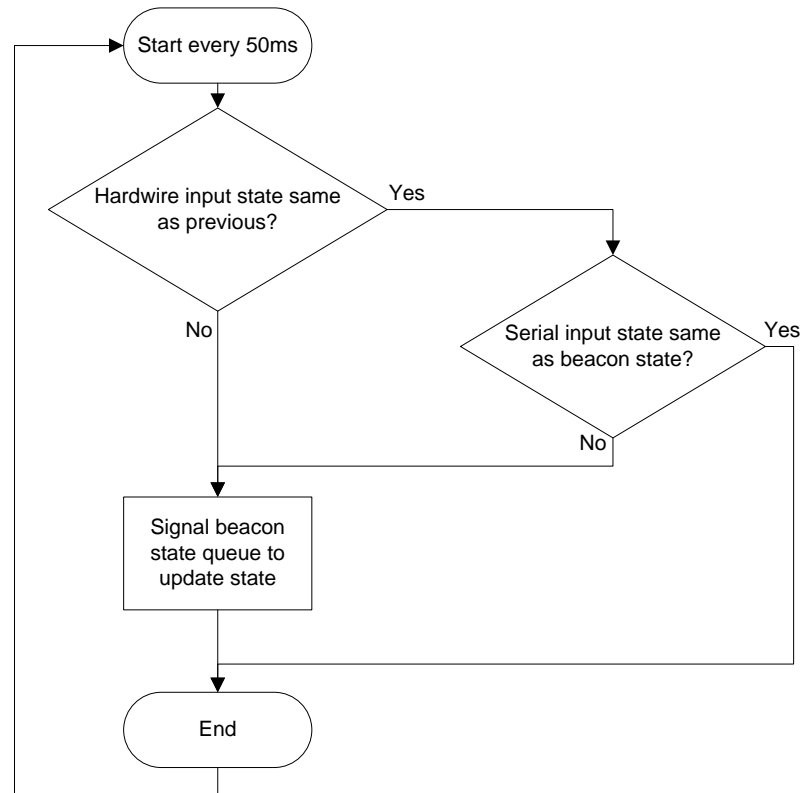 Start every 50ms
Hardwire input state same
as previous?
Yes
No
Serial input state same
as beacon state?
Yes
No
Signal beacon
state queue to
update state
End